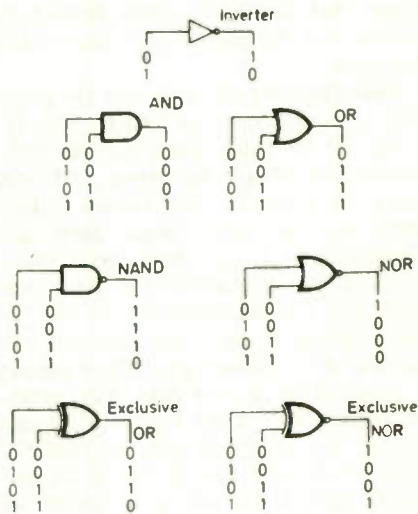 Inverter
0 1
1 0
AND OR
0 0 0 0 0 0
1 0 0 1 0 1
0 1 0 0 1 1
1 1 1 1 1 1
NAND NOR
0 0 1 0 0 1
1 0 1 1 0 0
0 1 1 0 1 0
1 1 0 1 1 0
Exclusive Exclusive
OR NOR
0 0 0 0 0 1
1 0 1 1 0 0
0 1 1 0 1 0
1 1 0 1 1 1